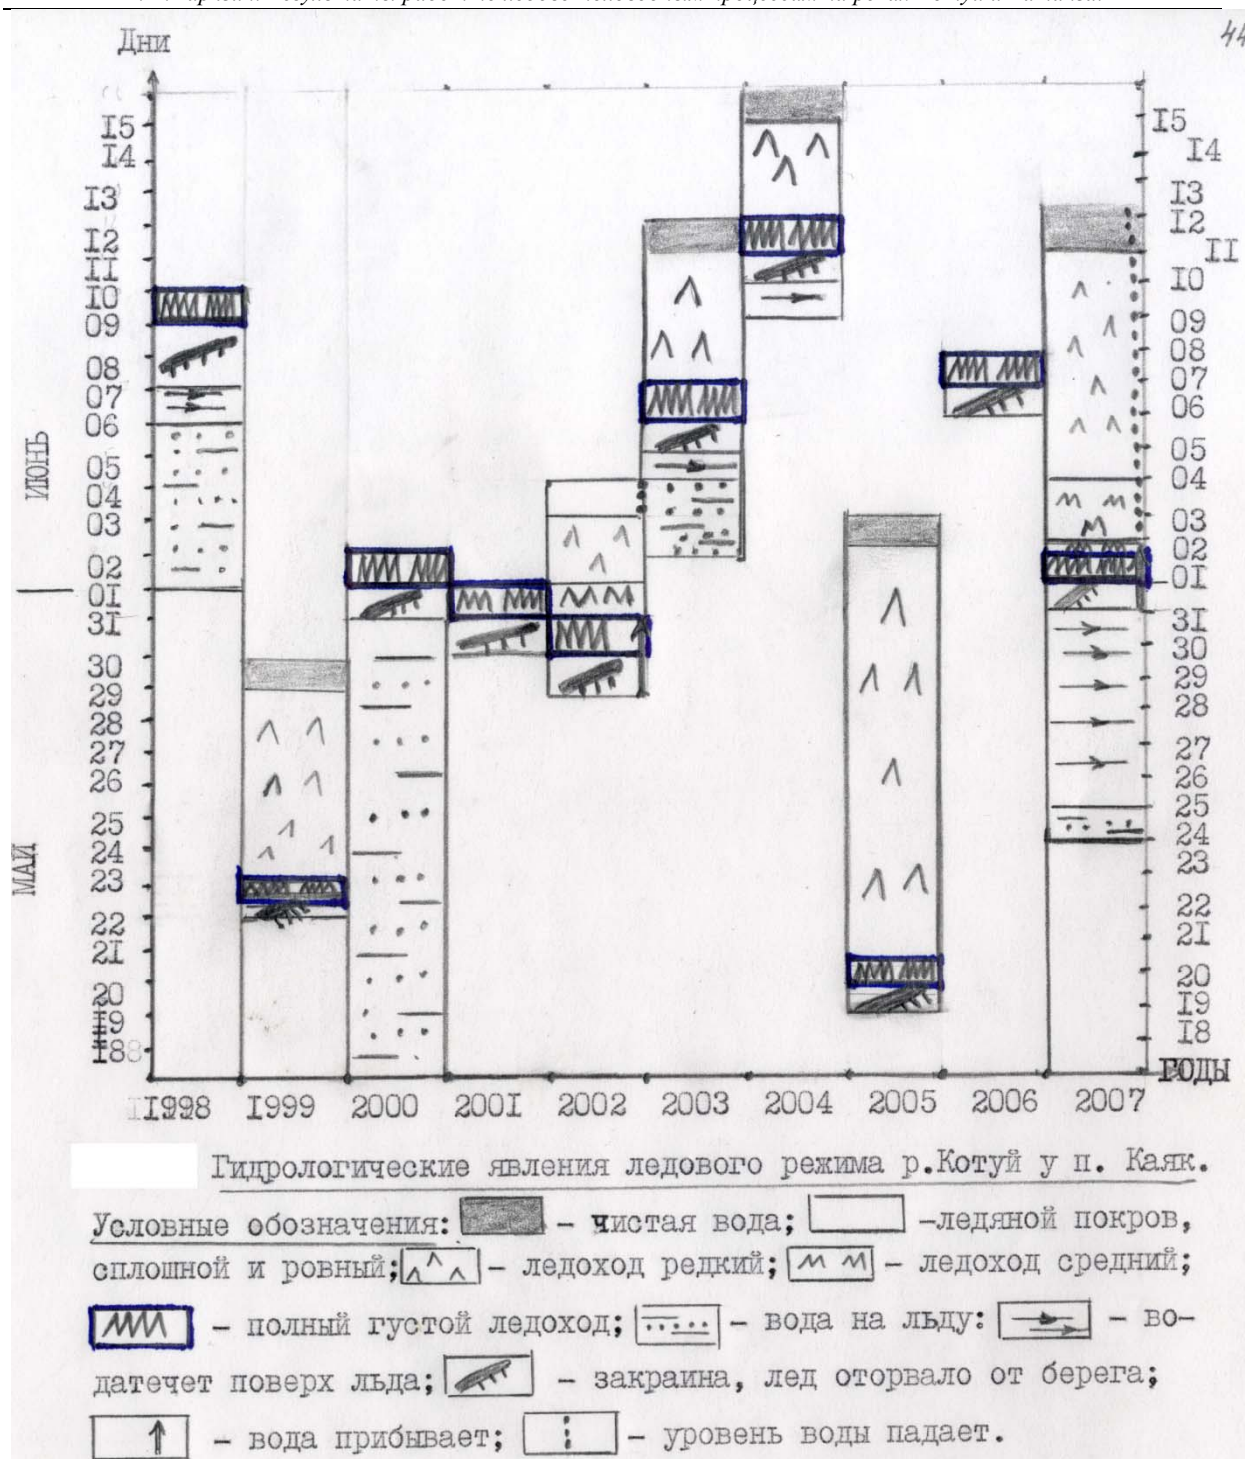 Дни
44
I5
I4
I3
I2
II
I0
09
08
07
06
05
04
03
02
0I
3I
30
29
28
27
26
25
24
23
22
2I
20
I9
I8
ИЮНЬ
МАЙ
I5
I4
I3
I2
II
I0
09
08
07
06
05
04
03
02
0I
3I
30
29
28
27
26
25
24
23
22
2I
20
I9
I8
ГОДЫ
I998 I999 2000 200I 2002 2003 2004 2005 2006 2007
Гидрологические явления ледового режима р.Котуй у п. Каяк.
Условные обозначения: – чистая вода; –ледяной покров,
сплошной и ровный; – ледоход редкий; – ледоход средний;
– полный густой ледоход; – вода на льду: – во-
датечет поверх льда; – закраина, лед оторвало от берега;
– вода прибывает; – уровень воды падает.